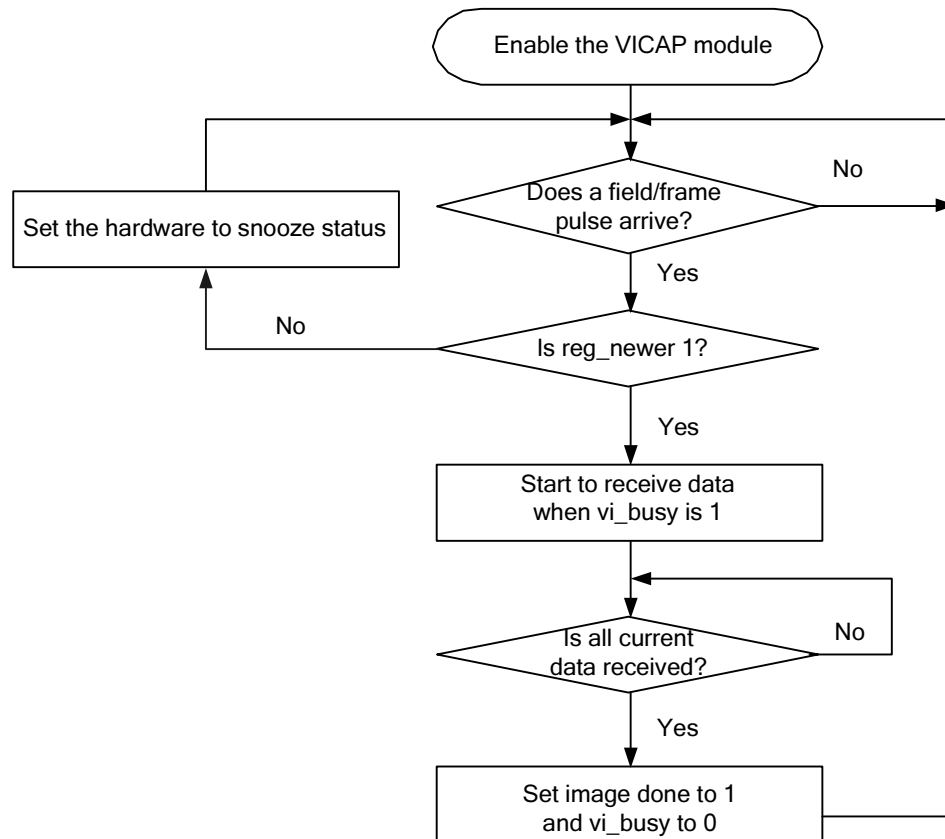 Enable the VICAP module
No
Does a field/frame
pulse arrive?
Set the hardware to snooze status
Yes
No
Is reg_newer 1?
Yes
Start to receive data
when vi_busy is 1
Is all current
data received?
No
Yes
Set image done to 1
and vi_busy to 0